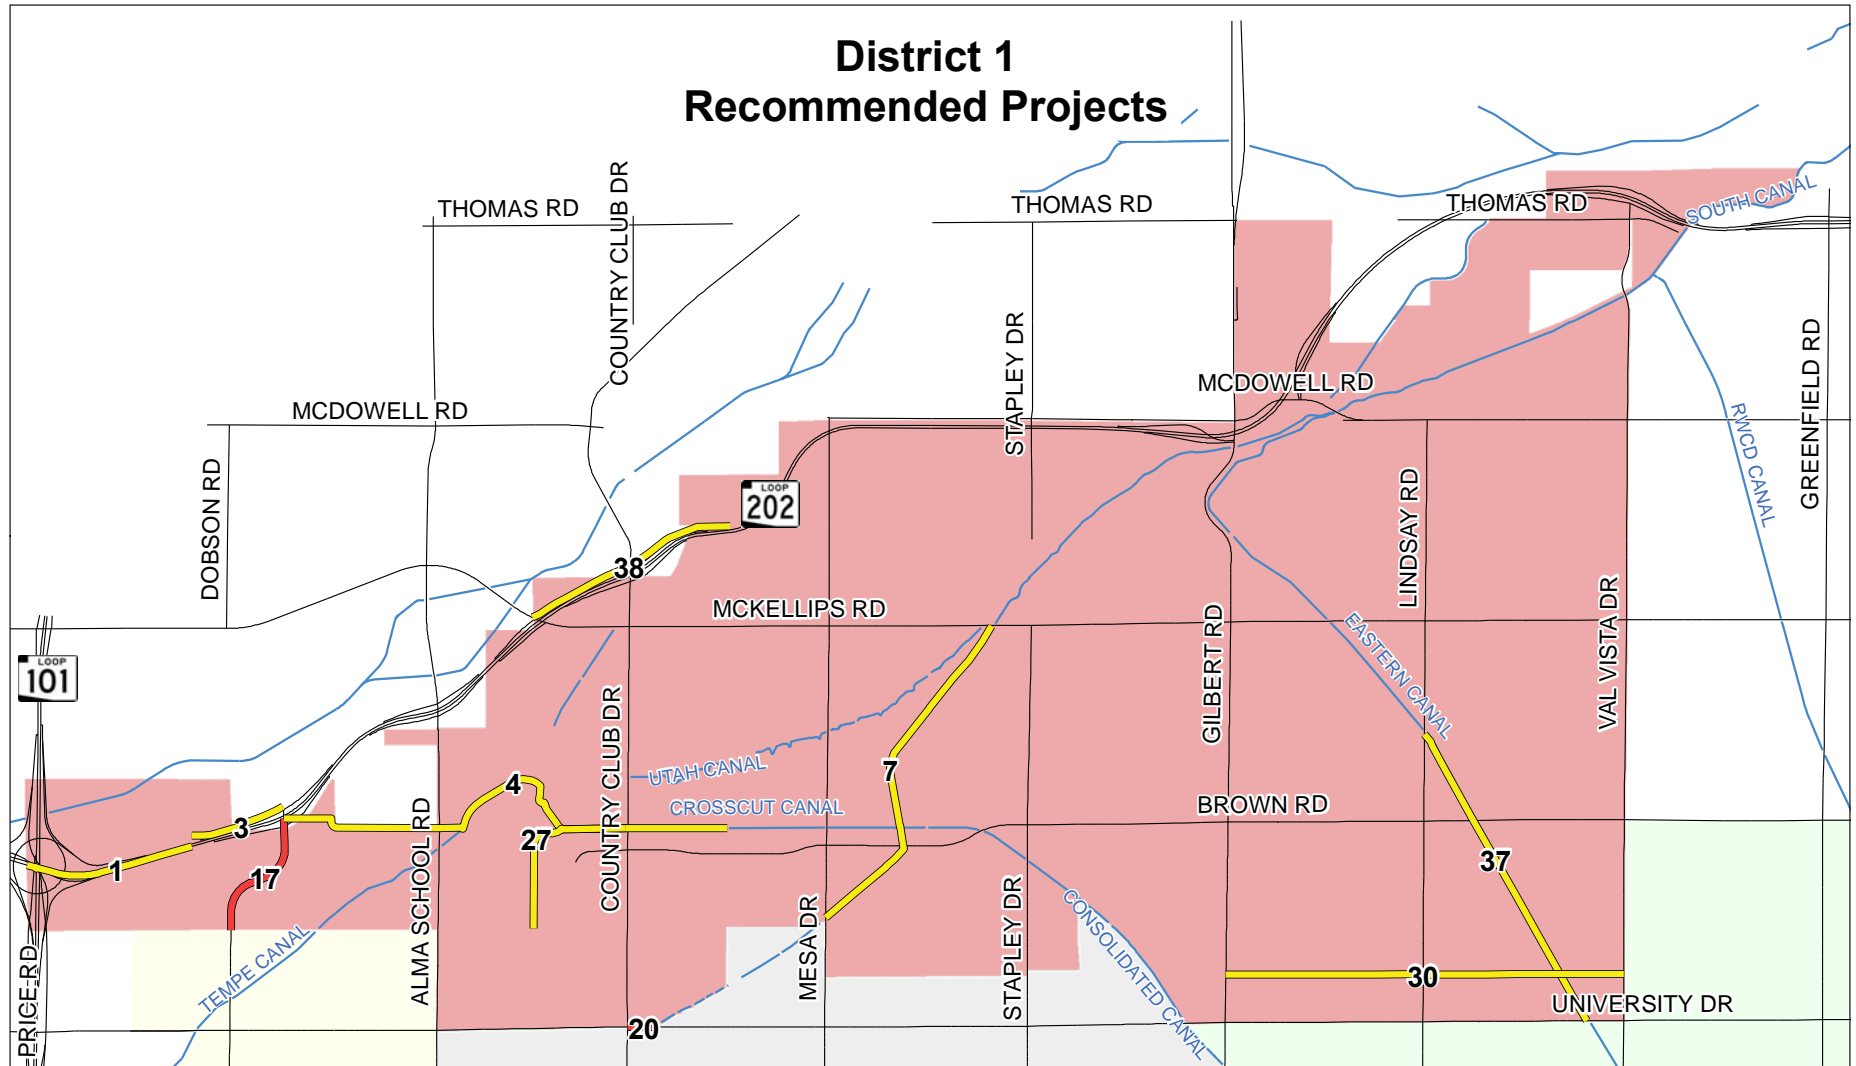 District 1
Recommended Projects
THOMAS RD
COUNTRY CLUB DR
THOMAS RD
THOMAS RD
SOUTH CANAL
MCDOWELL RD
STAPLEY DR
MCDOWELL RD
GREENFIELD RD
RWCD CANAL
DOBSON RD
LOOP
202
LINDSAY RD
38
MCKELLIPS RD
GILBERT RD
EASTERN CANAL
VAL VISTA DR
LOOP
101
COUNTRY CLUB DR
UTAH CANAL
7
4
CROSSCUT CANAL
BROWN RD
3
ALMA SCHOOL RD
27
1
17
37
MESA DR
STAPLEY DR
CONSOLIDATED CANAL
TEMPE CANAL
PRICE RD
30
UNIVERSITY DR
20